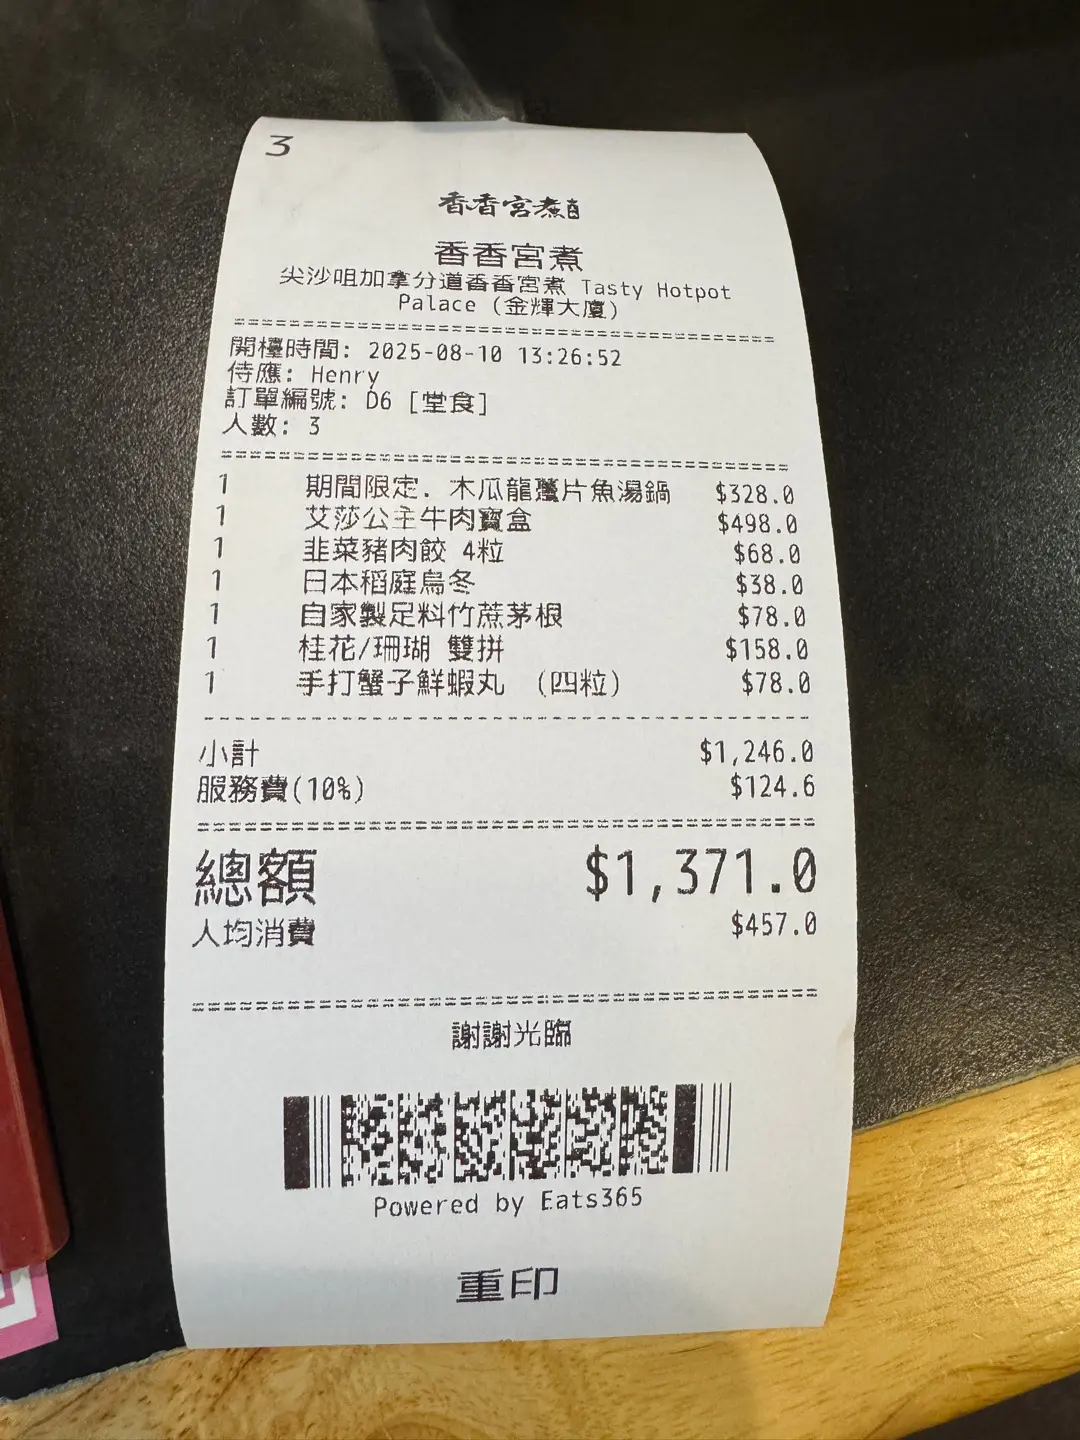 3
香香宮煮
香香宮煮
尖沙咀加拿分道香香宮煮 Tasty Hotpot
Palace (金輝大廈)
開檯時間: 2025-08-10 13:26:52
侍應: Henry
訂單編號: D6 [堂食]
人數: 3
1 期間限定. 木瓜龍躉片魚湯鍋 $328.0
1 艾莎公主牛肉寶盒 $498.0
1 韭菜豬肉餃 4粒 $68.0
1 日本稻庭烏冬 $38.0
1 自家製足料竹蔗茅根 $78.0
1 桂花/珊瑚 雙拼 $158.0
1 手打蟹子鮮蝦丸 (四粒) $78.0
小計 $1,246.0
服務費(10%) $124.6
總額 $1,371.0
人均消費 $457.0
謝謝光臨
Powered by Eats365
重印